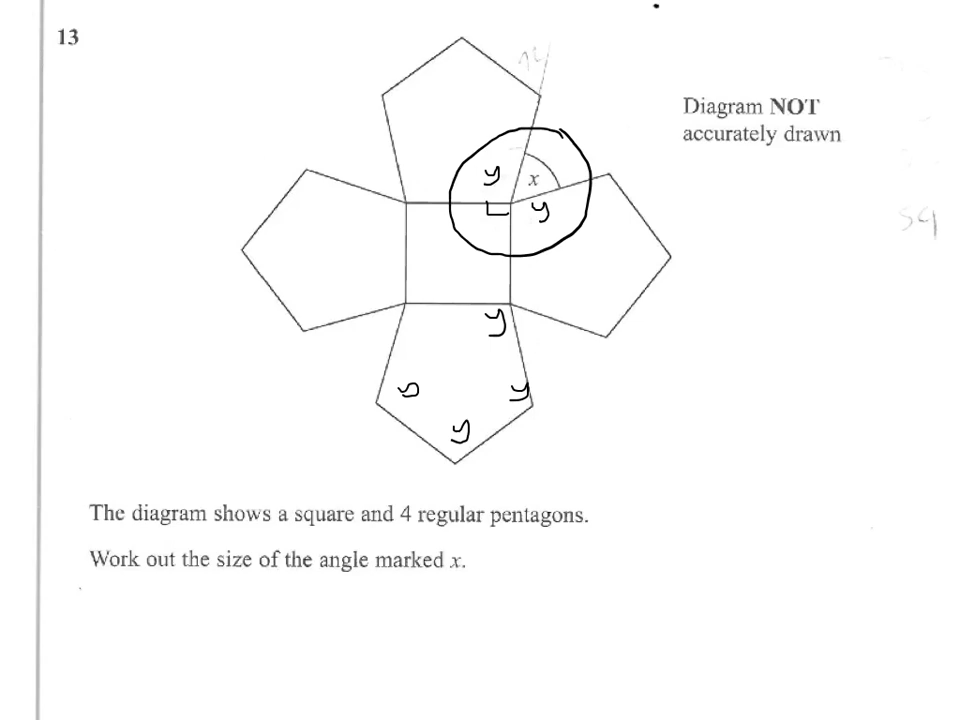 13
Diagram NOT
accurately drawn
y
x
y
y
y
y
y
The diagram shows a square and 4 regular pentagons.
Work out the size of the angle marked x.